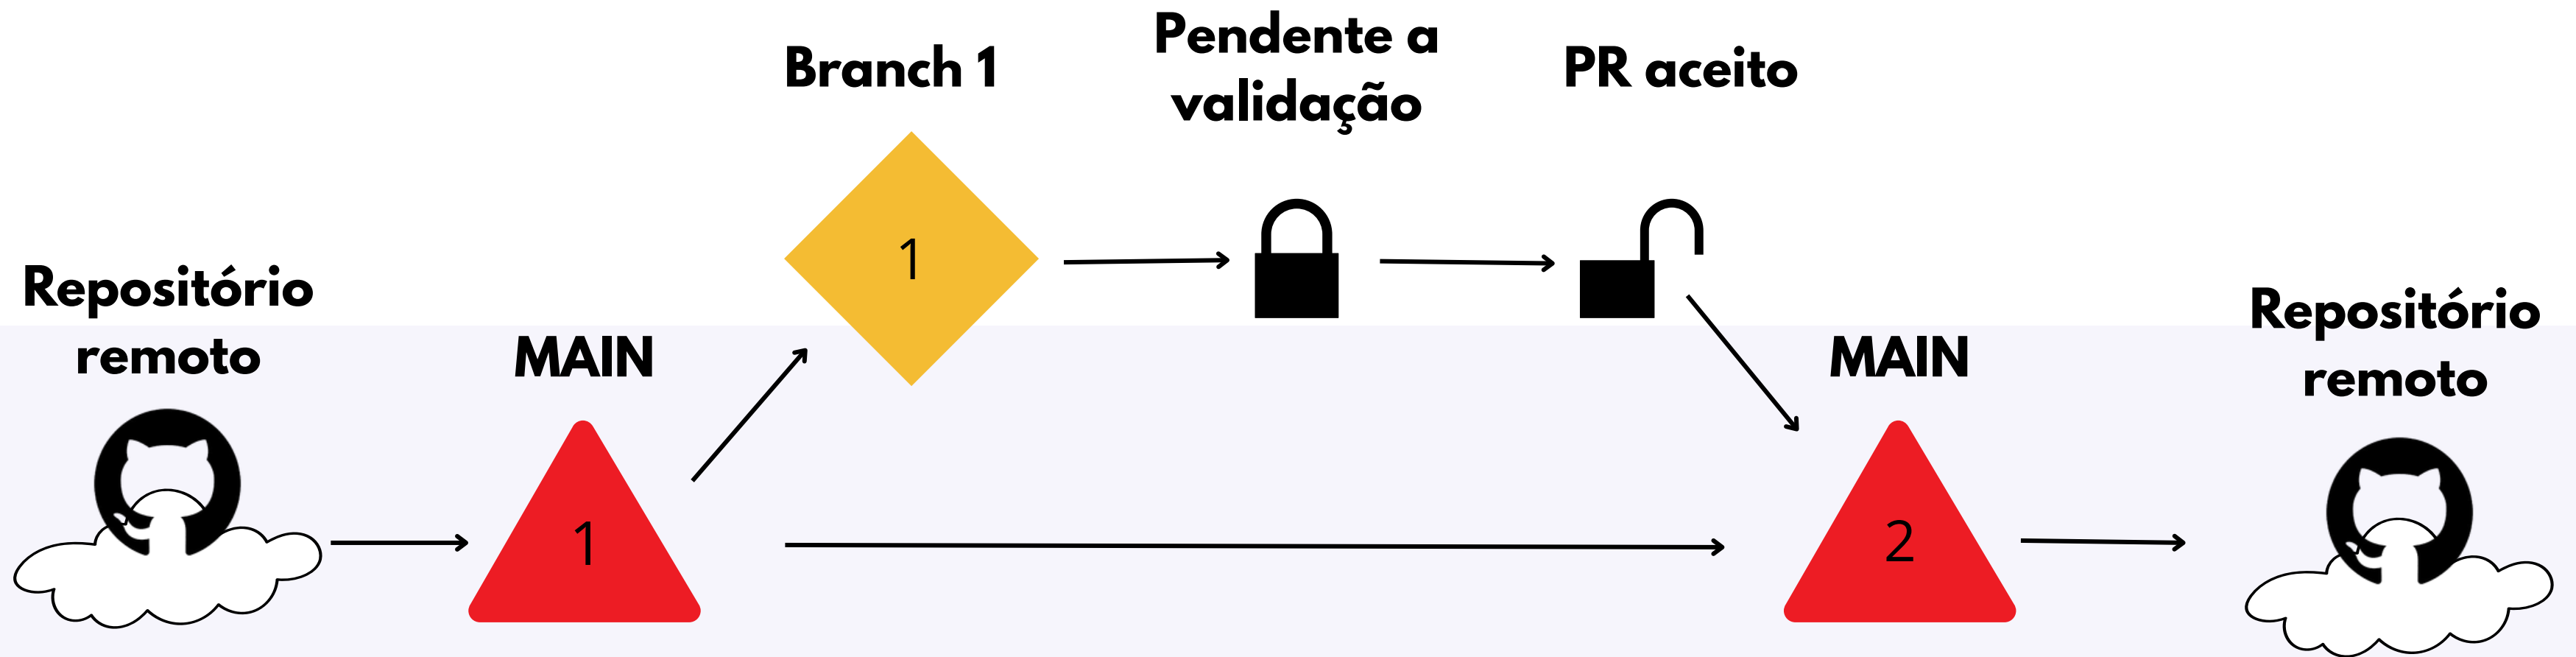 Branch 1
Pendente a
validação
PR aceito
Repositório
remoto
MAIN
MAIN
Repositório
remoto
1
1
2